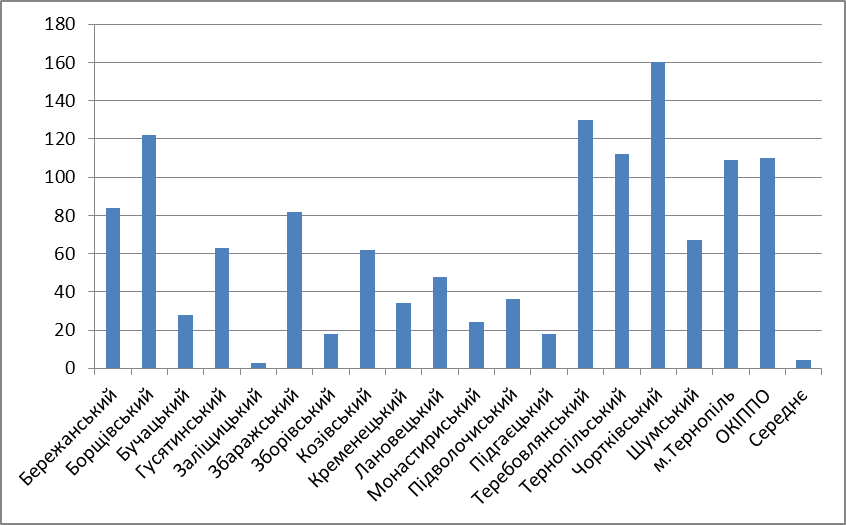 180
160
140
120
100
80
60
40
20
0
Бережанський
Борщівський
Бучацький
Гусятинський
Заліщицький
Збаражський
Зборівський
Козівський
Кременецький
Лановецький
Монастириський
Підволочиський
Підгаєцький
Теребовлянський
Тернопільський
Чортківський
Шумський
м.Тернопіль
ОКІППО
Середнє